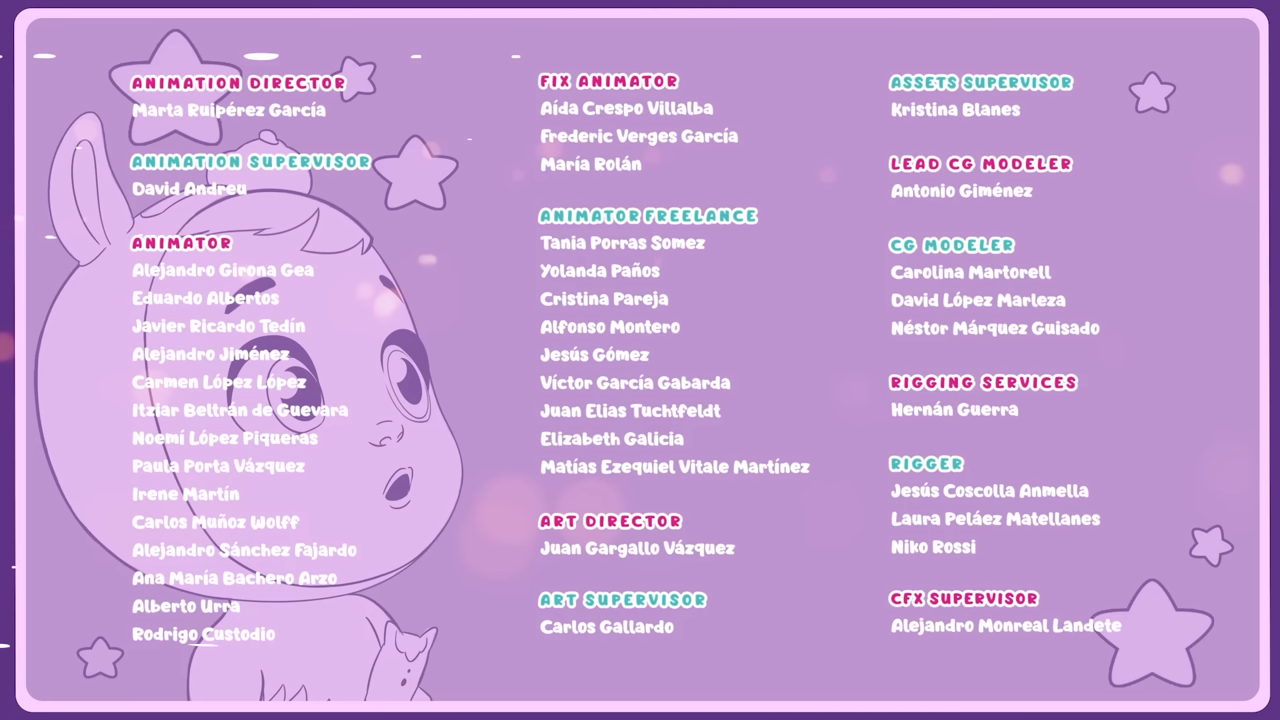 ANIMATION DIRECTOR
Marta Ruipérez García
ANIMATION SUPERVISOR
David Andreu
ANIMATOR
Alejandro Girona Gea
Eduardo Albertos
Javier Ricardo Tedín
Alejandro Jiménez
Carmen López López
Itziar Beltrán de Guevara
Noemí López Piqueras
Paula Porta Vázquez
Irene Martín
Carlos Muñoz Wolff
Alejandro Sánchez Fajardo
Ana María Bachero Arzo
Alberto Urra
Rodrigo Custodio
FIX ANIMATOR
Aída Crespo Villalba
Frederic Verges García
María Rolán
ANIMATOR FREELANCE
Tania Porras Somez
Yolanda Paños
Cristina Pareja
Alfonso Montero
Jesús Gómez
Víctor García Gabarda
Juan Elias Tuchtfeldt
Elizabeth Galicia
Matías Ezequiel Vitale Martínez
ART DIRECTOR
Juan Gargallo Vázquez
ART SUPERVISOR
Carlos Gallardo
ASSETS SUPERVISOR
Kristina Blanes
LEAD CG MODELER
Antonio Giménez
CG MODELER
Carolina Martorell
David López Marleza
Néstor Márquez Guisado
RIGGING SERVICES
Hernán Guerra
RIGGER
Jesús Coscolla Anmella
Laura Peláez Matellanes
Niko Rossi
CFX SUPERVISOR
Alejandro Monreal Landete